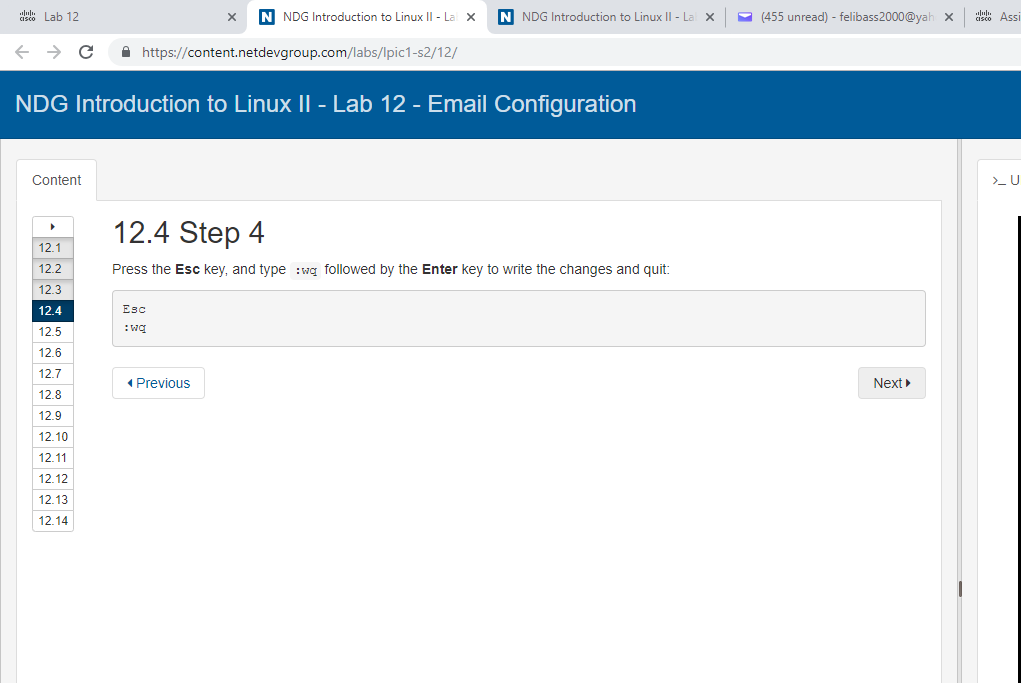 cisco Lab 12
NDG Introduction to Linux II - La
NDG Introduction to Linux II - La
(455 unread) - felibass2000@yah
cisco Assi
https://content.netdevgroup.com/labs/lpic1-s2/12/
NDG Introduction to Linux II - Lab 12 - Email Configuration
Content
>_ U
12.1
12.2
12.3
12.4
12.5
12.6
12.7
12.8
12.9
12.10
12.11
12.12
12.13
12.14
12.4 Step 4
Press the Esc key, and type :wq followed by the Enter key to write the changes and quit:
Esc
:wq
Previous
Next